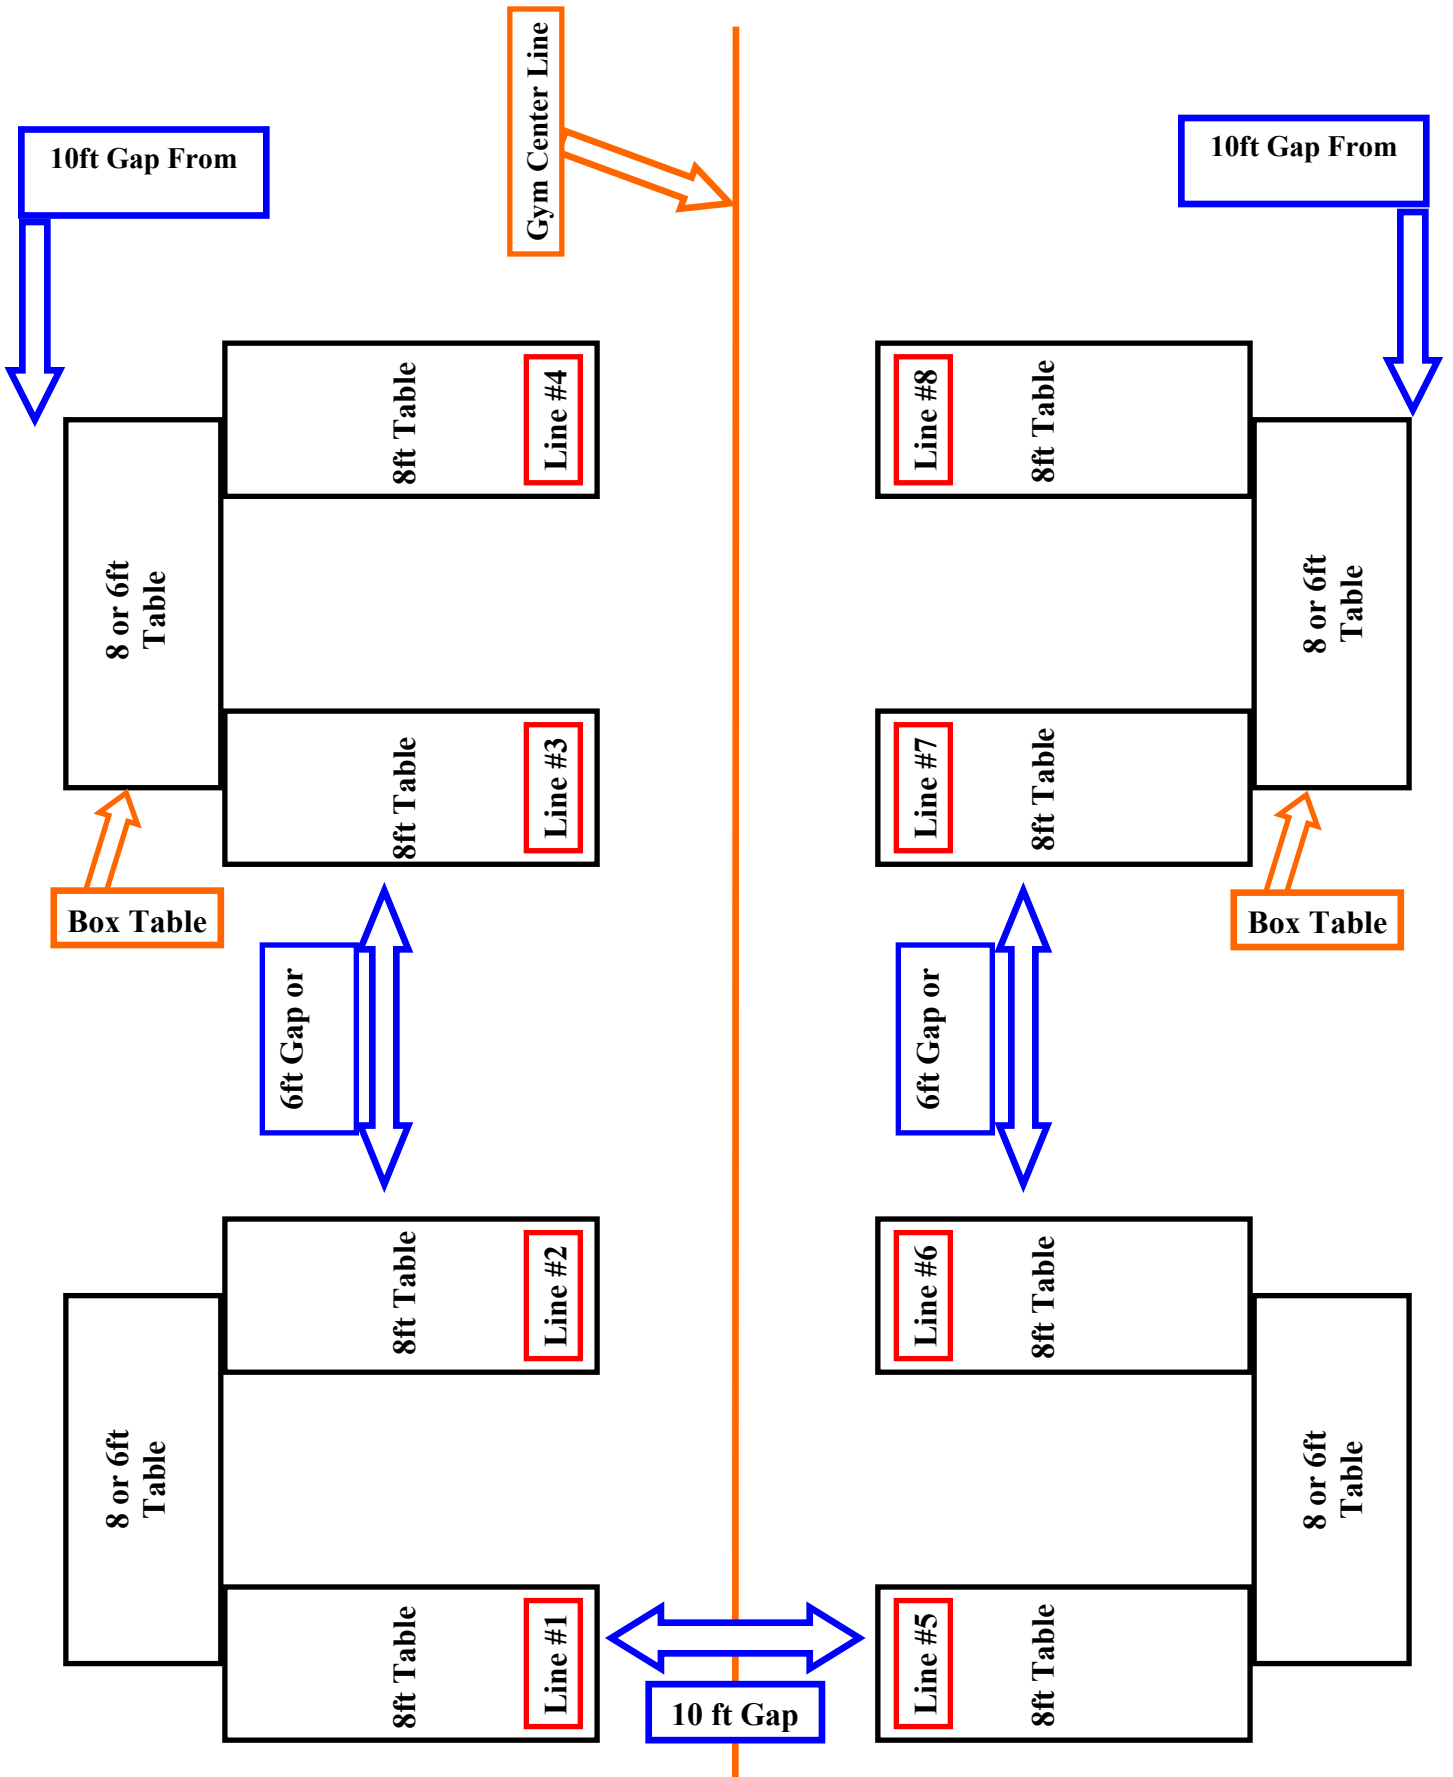 Gym Center Line
10ft Gap From
10ft Gap From
8ft Table
Line #4
Line #8
8ft Table
8 or 6ft
Table
8 or 6ft
Table
8ft Table
Line #3
Line #7
8ft Table
Box Table
Box Table
6ft Gap or
6ft Gap or
8ft Table
Line #2
Line #6
8ft Table
8 or 6ft
Table
8 or 6ft
Table
8ft Table
Line #1
Line #5
8ft Table
10 ft Gap